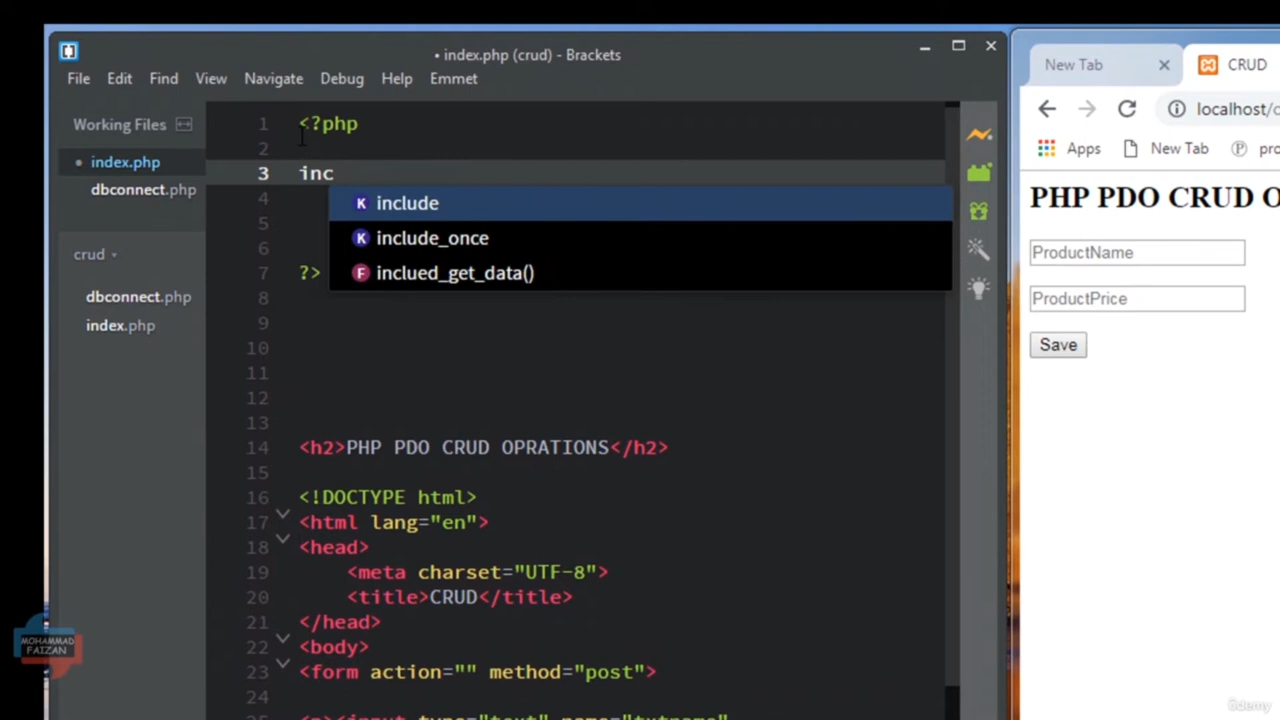 • index.php (crud) - Brackets
File Edit Find View Navigate Debug Help Emmet
Working Files
• index.php
dbconnect.php
crud
dbconnect.php
index.php
1 <?php
2
3 inc
include
include_once
inclued_get_data()
4
5
6
7 ?>
8
9
10
11
12
13
14 <h2>PHP PDO CRUD OPRATIONS</h2>
15
16 <!DOCTYPE html>
17 <html lang="en">
18 <head>
19 <meta charset="UTF-8">
20 <title>CRUD</title>
21 </head>
22 <body>
23 <form action="" method="post">
24
New Tab
CRUD
localhost/c
Apps New Tab pro
PHP PDO CRUD O
ProductName
ProductPrice
Save
MOHAMMAD
FAIZAN
ûdemy